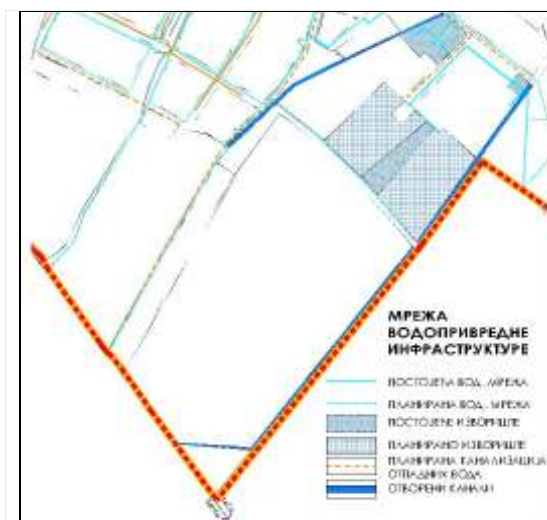 МРЕЖА
ВОДОПРИВРЕДНЕ
ИНФРАСТРУКТУРЕ
ПОСТОЈЕЋА ВОД. МРЕЖА
ПЛАНИРАНА ВОД. МРЕЖА
ПОСТОЈЕЋЕ ИЗВОРИШТЕ
ПЛАНИРАНО ИЗВОРИШТЕ
ПЛАНИРАНА КАНАЛИЗАЦИЈА
ОТПАДНИХ ВОДА
ОТВОРЕНИ КАНАЛИ